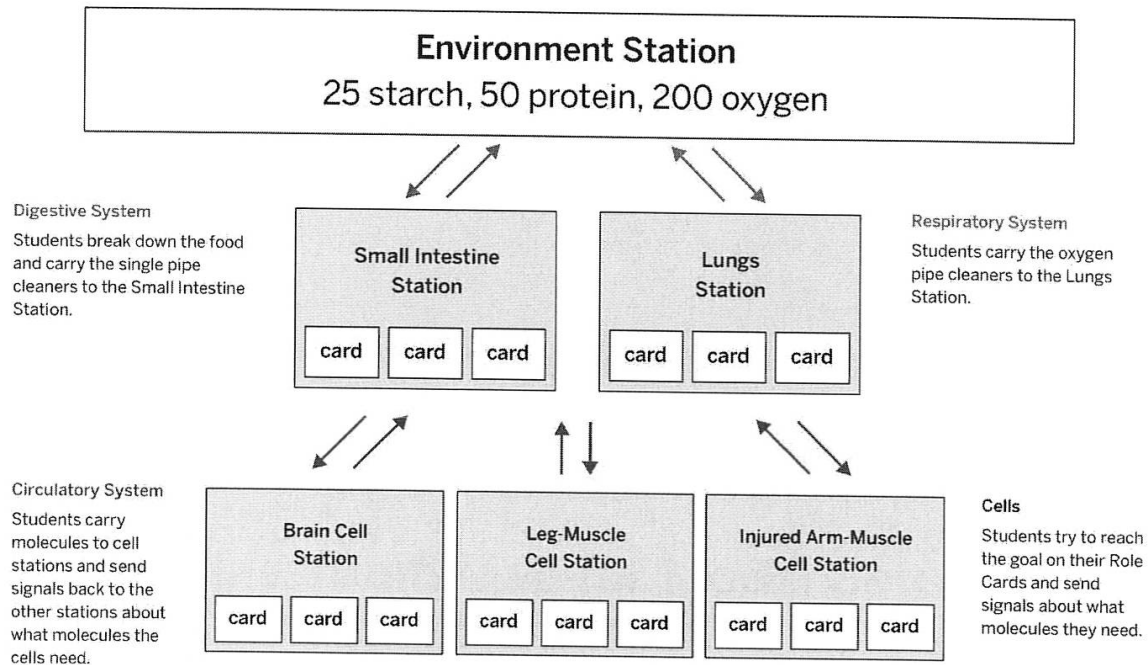 Environment Station
25 starch, 50 protein, 200 oxygen
Digestive System
Students break down the food
and carry the single pipe
cleaners to the Small Intestine
Station.
Small Intestine
Station
card card card
Lungs
Station
card card card
Respiratory System
Students carry the oxygen
pipe cleaners to the Lungs
Station.
Circulatory System
Students carry
molecules to cell
stations and send
signals back to the
other stations about
what molecules the
cells need.
Brain Cell
Station
card card card
Leg-Muscle
Cell Station
card card card
Injured Arm-Muscle
Cell Station
card card card
Cells
Students try to reach
the goal on their Role
Cards and send
signals about what
molecules they need.